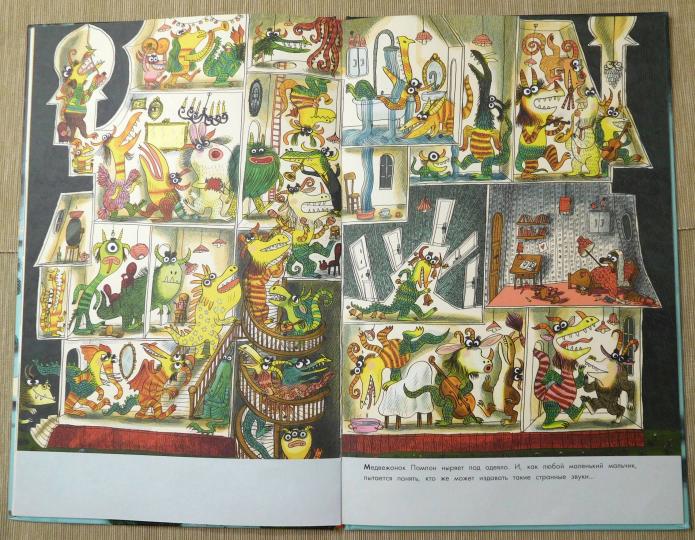 Медвежонок Помпон ныряет под одеяло. И, как любой маленький мальчик,
пытается понять, кто же может издавать такие странные звуки...